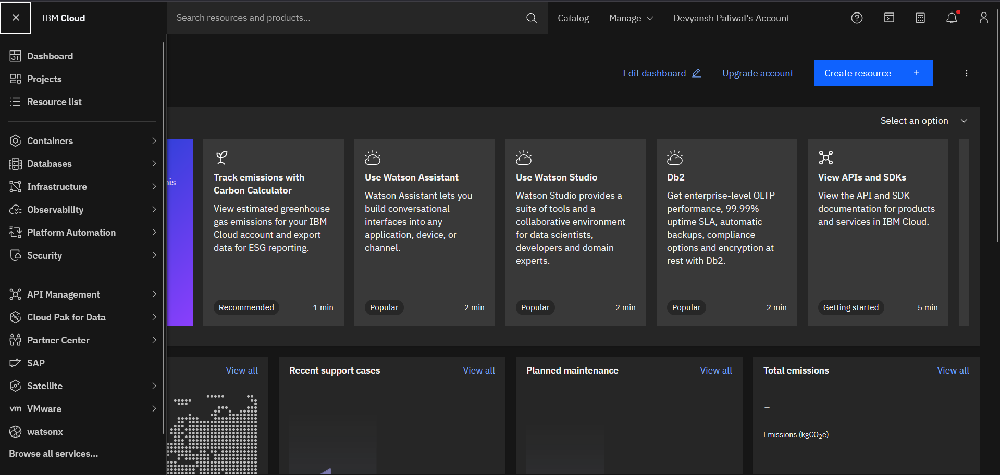 IBM Cloud
Search resources and products...
Catalog
Manage
Devyansh Paliwal's Account
Dashboard
Projects
Resource list
Containers
Databases
Infrastructure
Observability
Platform Automation
Security
API Management
Cloud Pak for Data
Partner Center
SAP
Satellite
vm VMware
watsonx
Browse all services...
Edit dashboard
Upgrade account
Create resource +
Select an option
Track emissions with
Carbon Calculator
View estimated greenhouse
gas emissions for your IBM
Cloud account and export
data for ESG reporting.
Recommended
1 min
Use Watson Assistant
Watson Assistant lets you
build conversational
interfaces into any
application, device, or
channel.
Popular
2 min
Use Watson Studio
Watson Studio provides a
suite of tools and a
collaborative environment
for data scientists,
developers and domain
experts.
Popular
2 min
Db2
Get enterprise-level OLTP
performance, 99.99%
uptime SLA, automatic
backups, compliance
options and encryption at
rest with Db2.
Popular
2 min
View APIs and SDKs
View the API and SDK
documentation for products
and services in IBM Cloud.
Getting started
5 min
View all
Recent support cases
View all
Planned maintenance
View all
Total emissions
View all
-
Emissions (kgCO₂e)